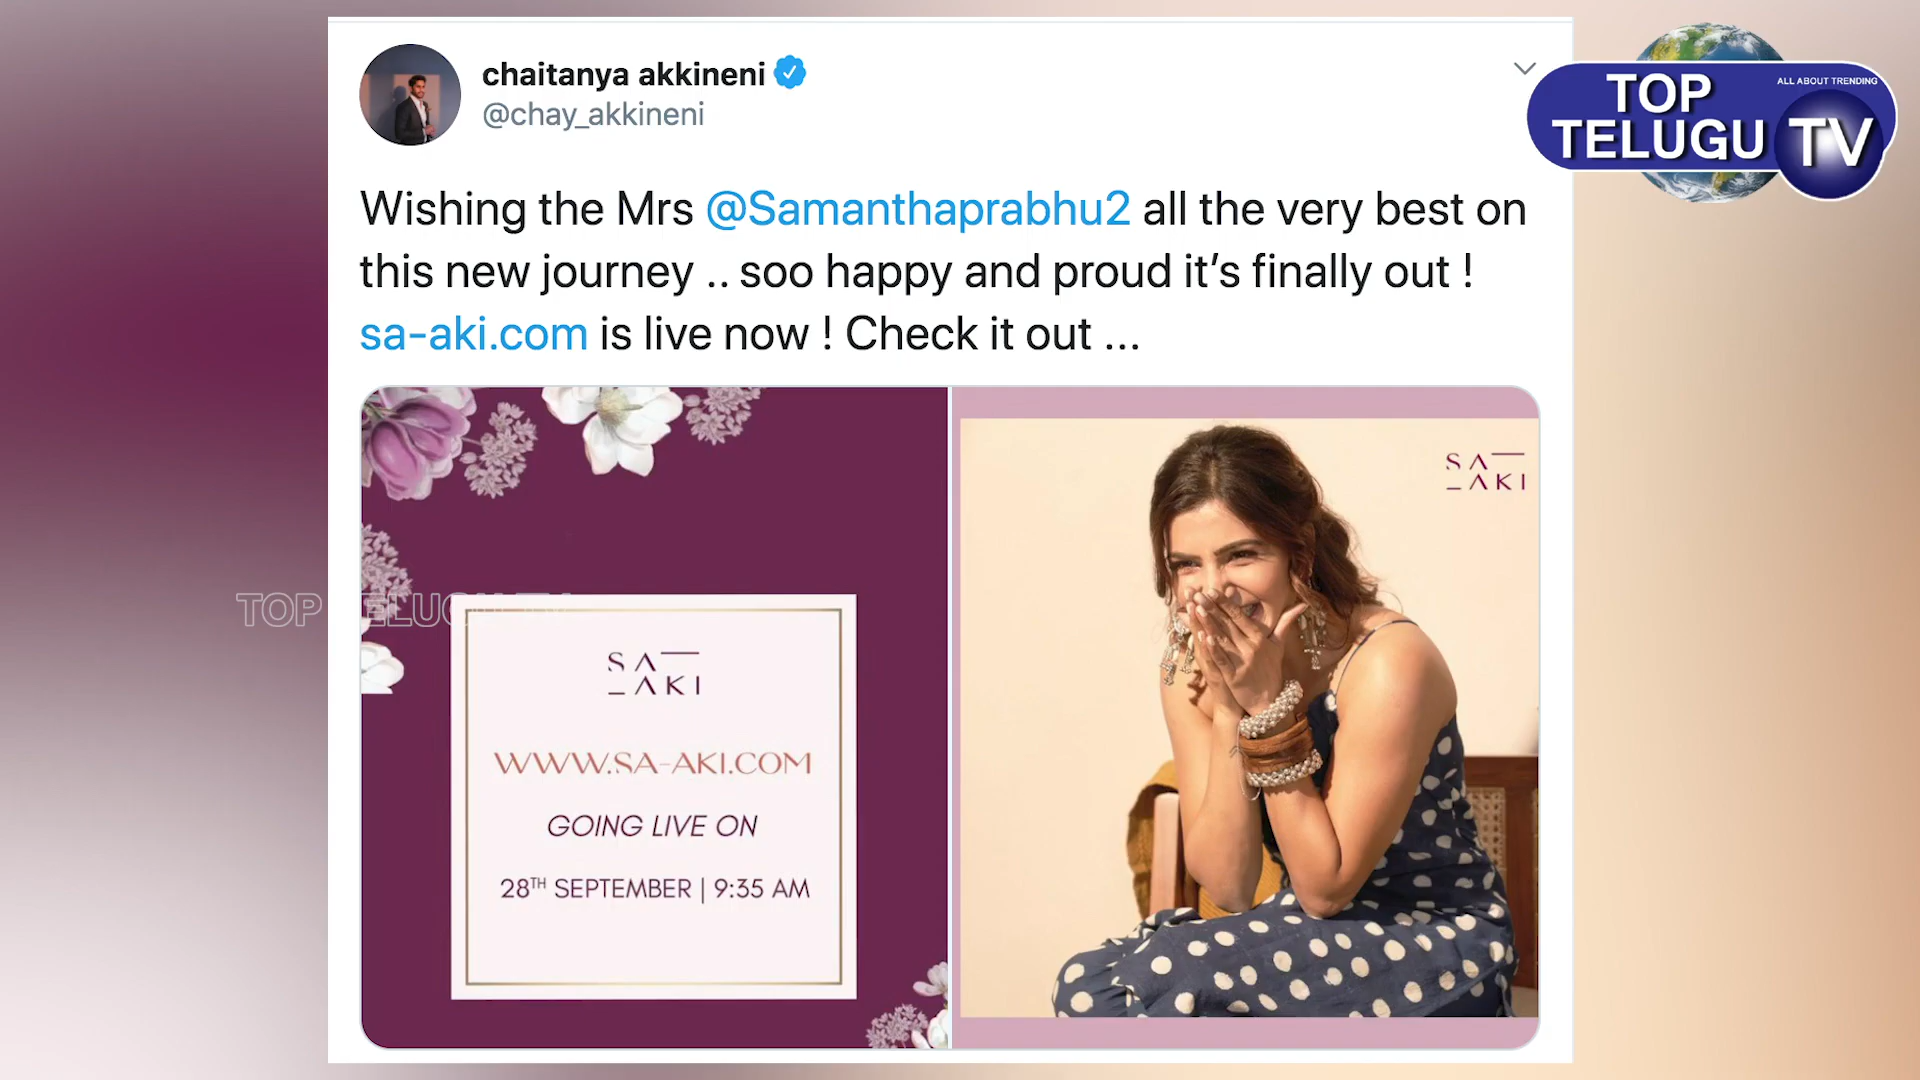 chaitanya akkineni
@chay_akkineni
TOP
TELUGU TV
ALL ABOUT TRENDING
Wishing the Mrs @Samanthaprabhu2 all the very best on
this new journey .. soo happy and proud it’s finally out !
sa-aki.com is live now ! Check it out ...
SA
AKI
WWW.SA-AKI.COM
GOING LIVE ON
28TH SEPTEMBER | 9:35 AM
SA
AKI
TOP TELUGU TV